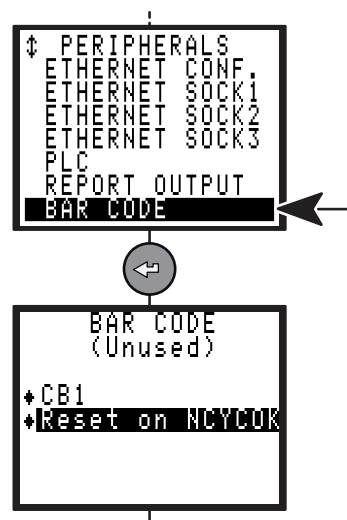 PERIPHERALS
ETHERNET CONF.
ETHERNET SOCK1
ETHERNET SOCK2
ETHERNET SOCK3
PLC
REPORT OUTPUT
BAR CODE
BAR CODE
(Unused)
CB1
Reset on NCYCOK